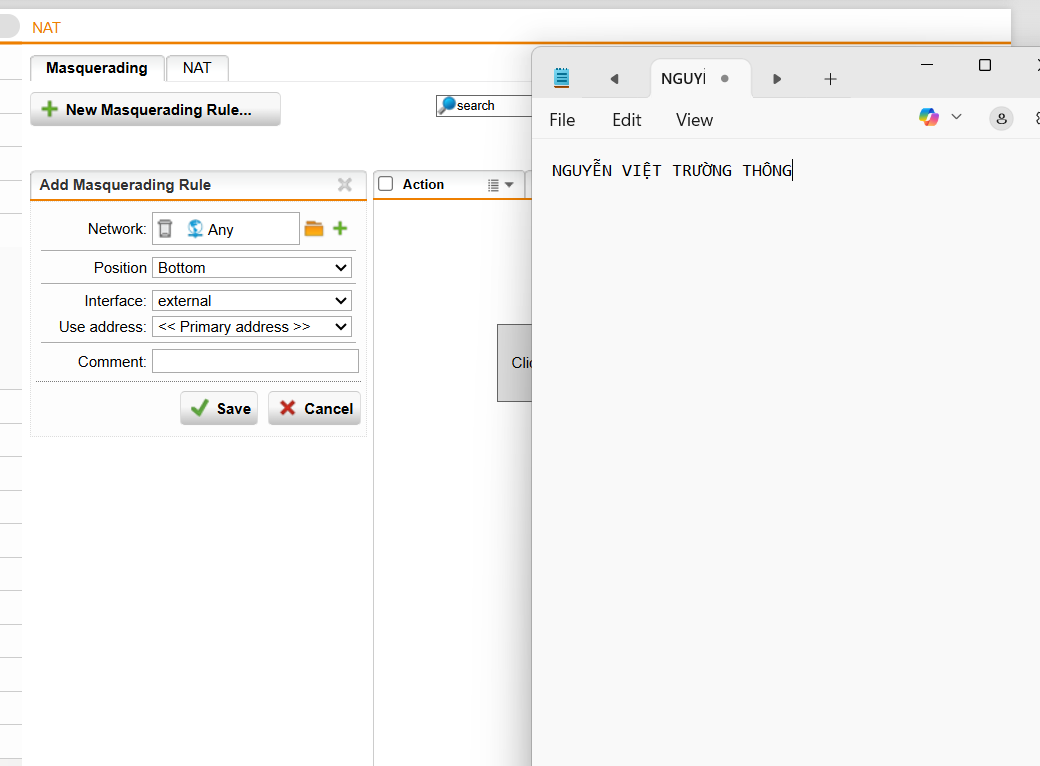 NAT
Masquerading
NAT
New Masquerading Rule...
search
Add Masquerading Rule
Network:
Any
Position
Bottom
Interface:
external
Use address:
<< Primary address >>
Comment:
Save
Cancel
Action
NGUYỄ
File
Edit
View
NGUYỄN VIỆT TRƯỜNG THÔNG